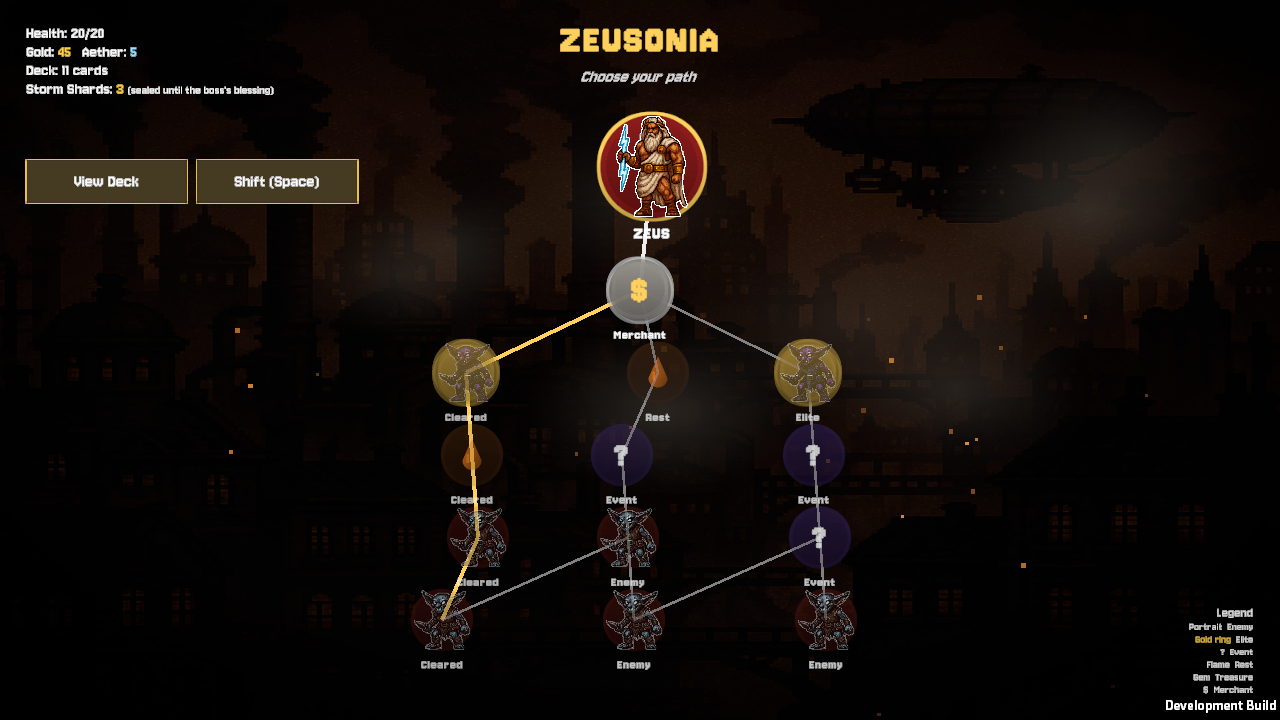 Health: 20/20
Gold: 45 Aether: 5
Deck: 11 cards
Storm Shards: 3 (sealed until the boss's blessing)
ZEUSONIA
Choose your path
View Deck
Shift (Space)
ZEUS
$
Merchant
Cleared
Rest
Elite
Cleared
?
Event
?
Event
Cleared
Enemy
?
Event
Cleared
Enemy
Enemy
Legend
Portrait Enemy
Gold ring Elite
? Event
Flame Rest
Gem Treasure
$ Merchant
Development Build